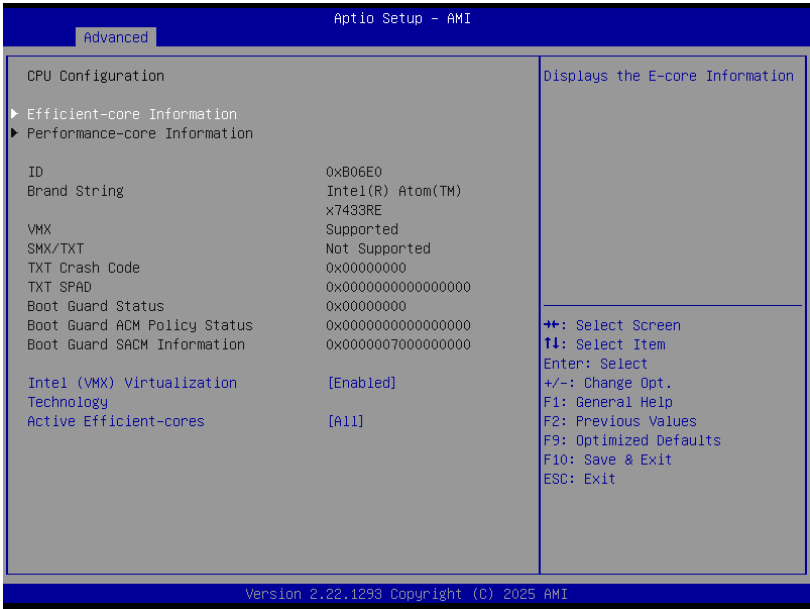 Aptio Setup - AMI
Advanced
CPU Configuration
Efficient-core Information
Performance-core Information
ID 0xB06E0
Brand String Intel(R) Atom(TM)
x7433RE
VMX Supported
SMX/TXT Not Supported
TXT Crash Code 0x00000000
TXT SPAD 0x0000000000000000
Boot Guard Status 0x00000000
Boot Guard ACM Policy Status 0x0000000000000000
Boot Guard SACM Information 0x0000007000000000
Intel (VMX) Virtualization [Enabled]
Technology
Active Efficient-cores [All]
Displays the E-core Information
→←: Select Screen
↑↓: Select Item
Enter: Select
+/-: Change Opt.
F1: General Help
F2: Previous Values
F9: Optimized Defaults
F10: Save & Exit
ESC: Exit
Version 2.22.1293 Copyright (C) 2025 AMI